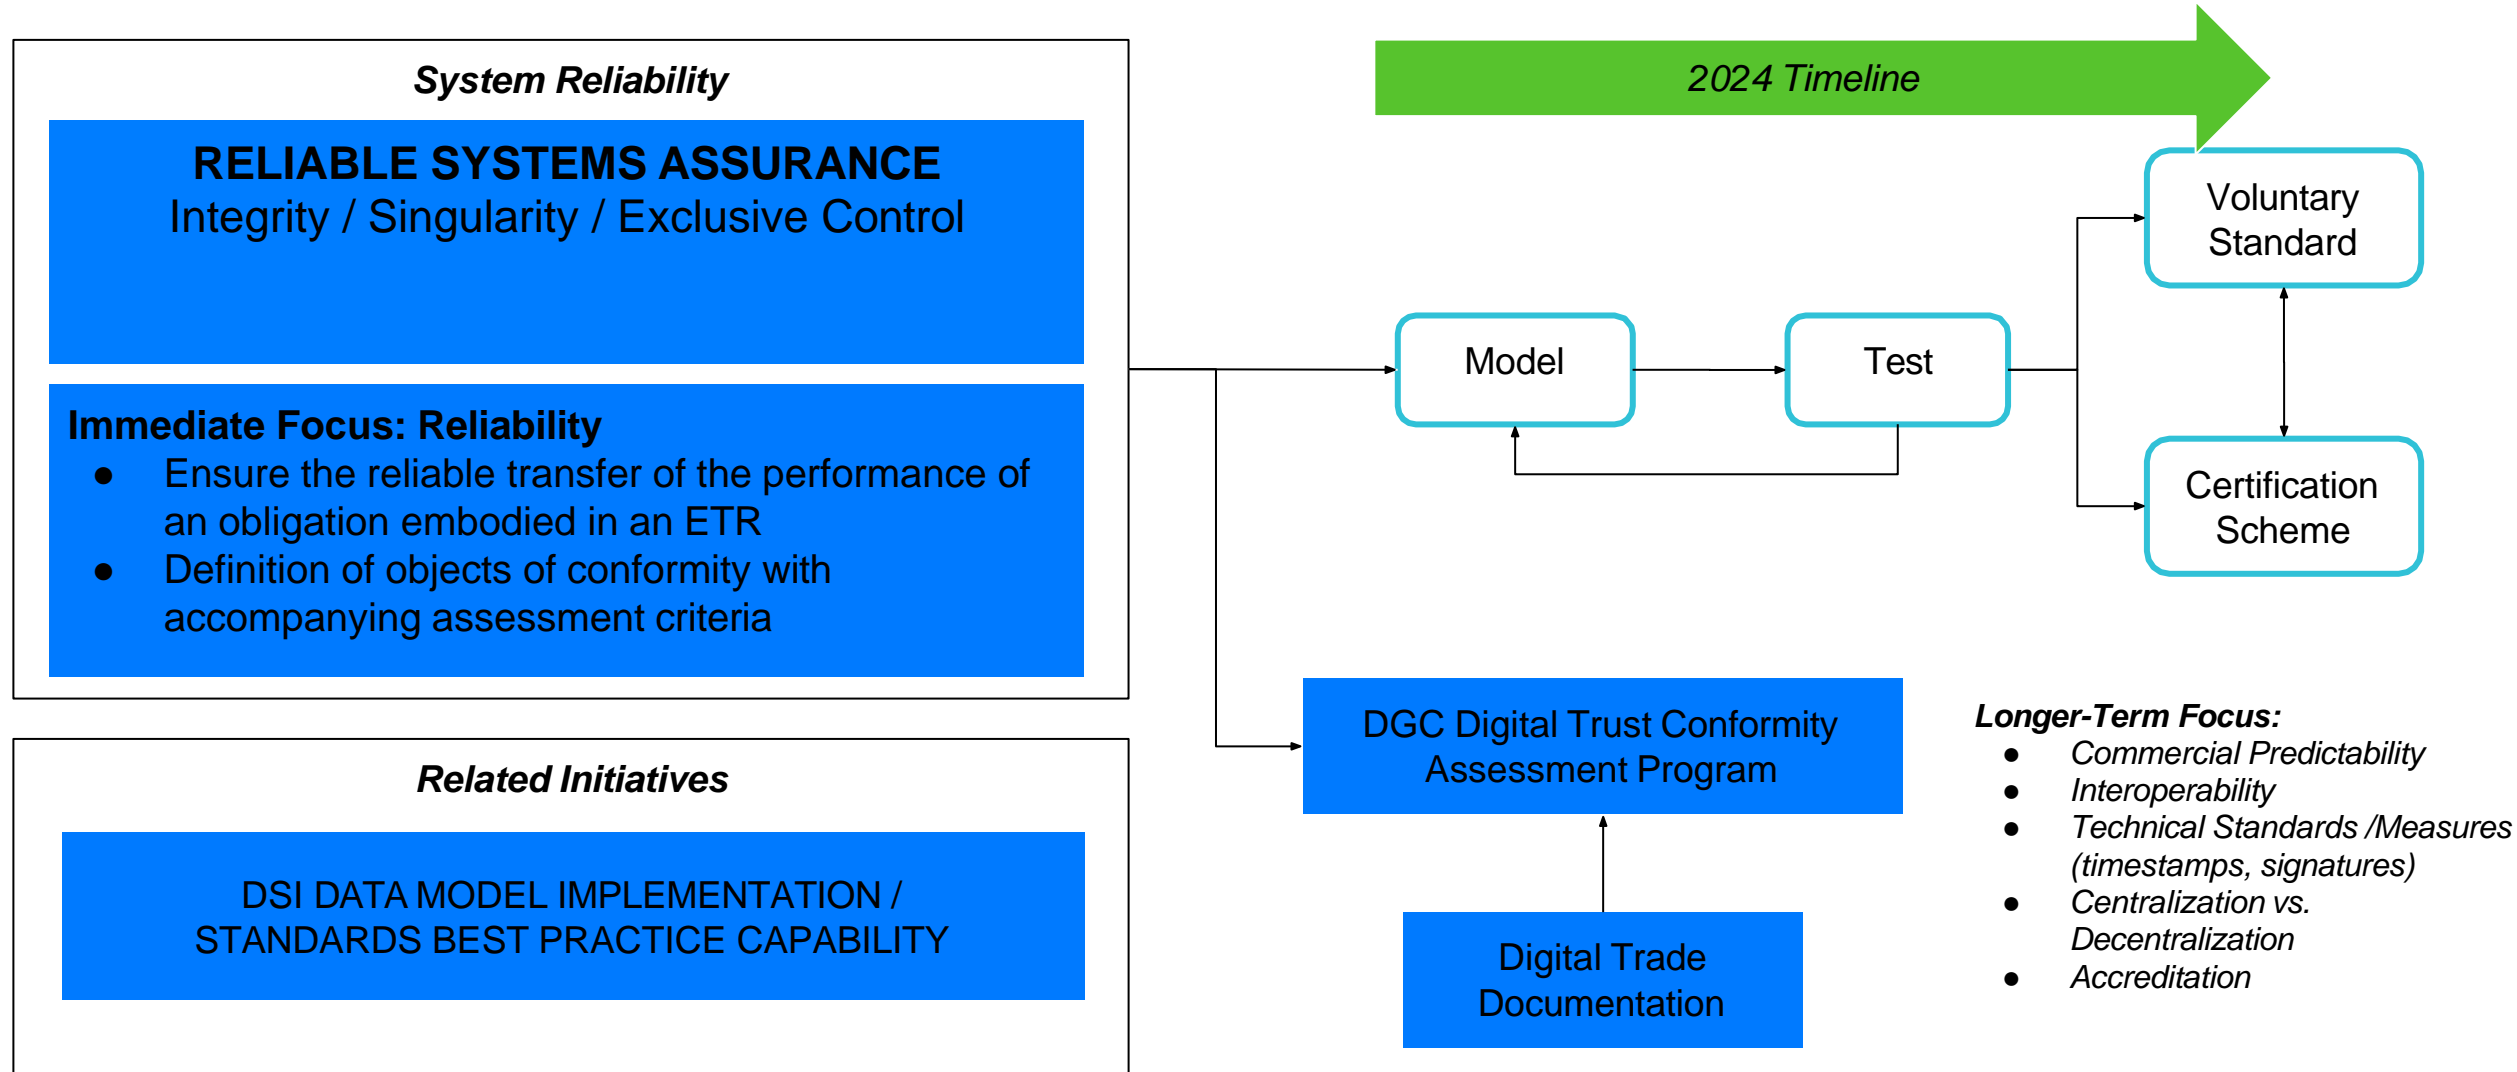 System Reliability
RELIABLE SYSTEMS ASSURANCE
Integrity / Singularity / Exclusive Control
Immediate Focus: Reliability
● Ensure the reliable transfer of the performance of
an obligation embodied in an ETR
● Definition of objects of conformity with
accompanying assessment criteria
Related Initiatives
DSI DATA MODEL IMPLEMENTATION /
STANDARDS BEST PRACTICE CAPABILITY
2024 Timeline
Model
Test
Voluntary
Standard
Certification
Scheme
DGC Digital Trust Conformity
Assessment Program
Digital Trade
Documentation
Longer-Term Focus:
● Commercial Predictability
● Interoperability
● Technical Standards /Measures
(timestamps, signatures)
● Centralization vs.
Decentralization
● Accreditation